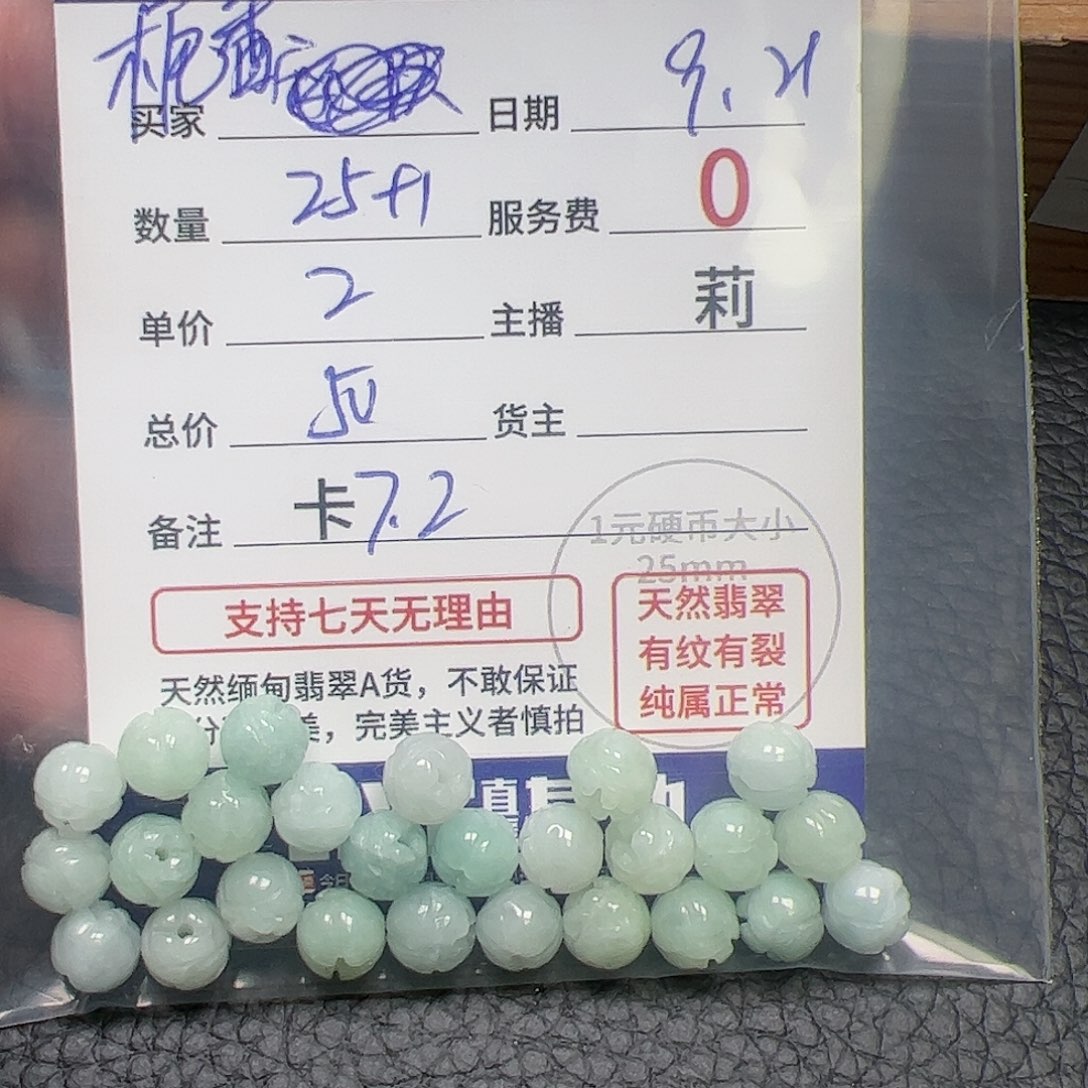 买家 日期 9.21
数量 25+1 服务费 0
单价 2 主播 莉
总价 50 货主
备注 卡7.2
1元硬币大小
25mm
支持七天无理由
天然翡翠
有纹有裂
纯属正常
天然缅甸翡翠A货，不敢保证
分 美，完美主义者慎拍